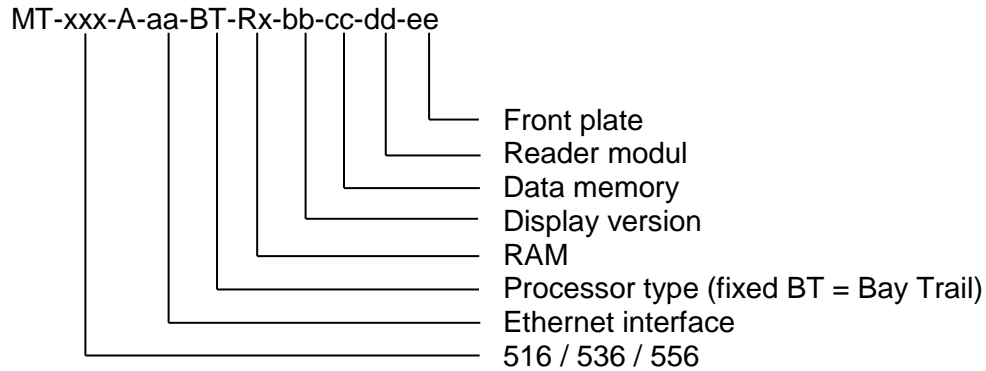 MT-xxx-A-aa-BT-Rx-bb-cc-dd-ee
Front plate
Reader modul
Data memory
Display version
RAM
Processor type (fixed BT = Bay Trail)
Ethernet interface
516 / 536 / 556